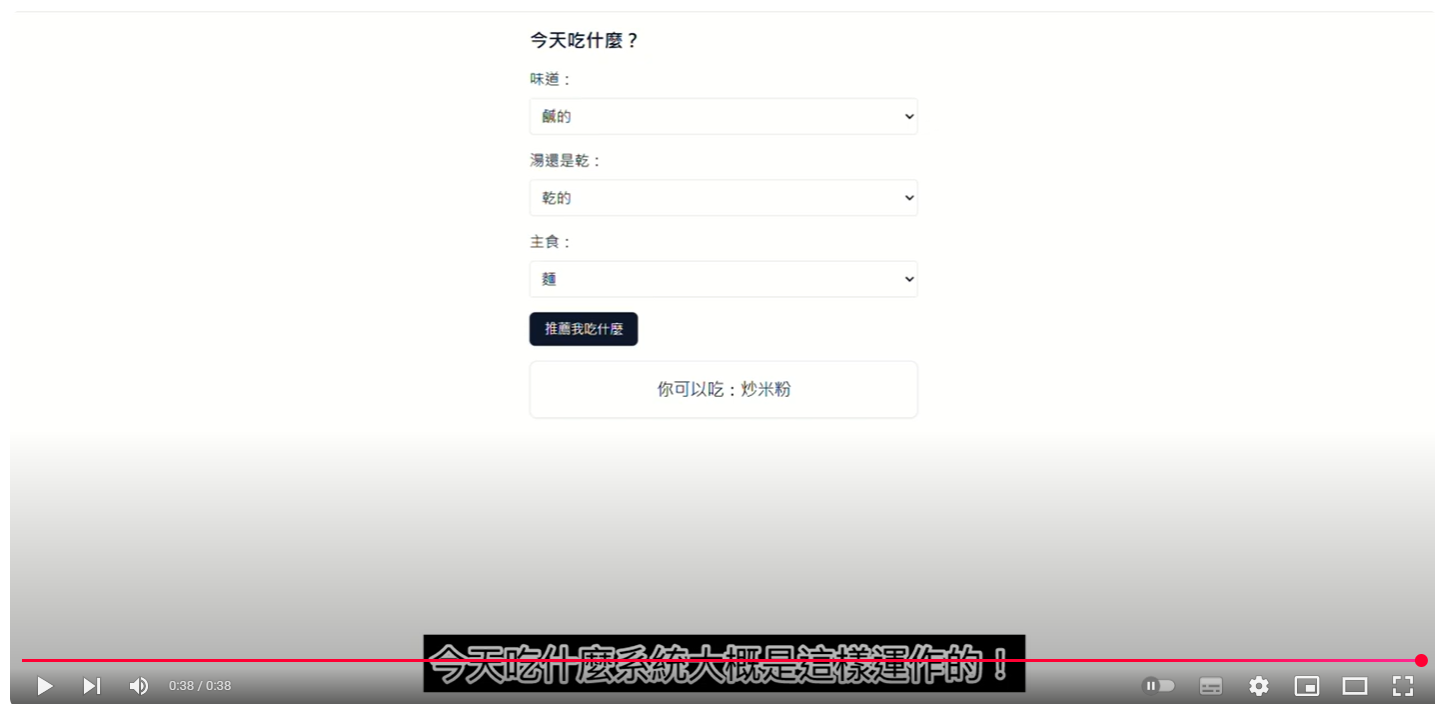 今天吃什麼？
味道：
鹹的
湯還是乾：
乾的
主食：
麵
推薦我吃什麼
你可以吃：炒米粉
今天吃什麼系統大概是這樣運作的！
0:38 / 0:38